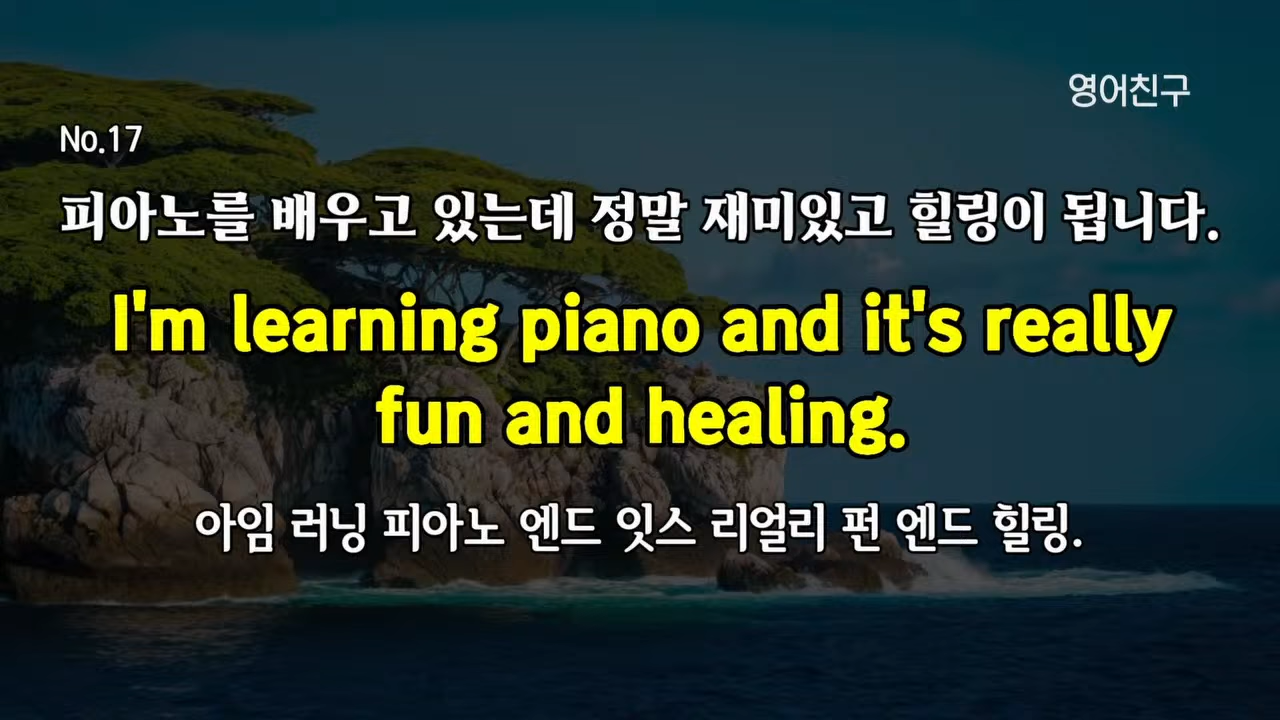 영어친구
No.17
피아노를 배우고 있는데 정말 재미있고 힐링이 됩니다.
I'm learning piano and it's really
fun and healing.
아임 러닝 피아노 엔드 잇스 리얼리 펀 엔드 힐링.